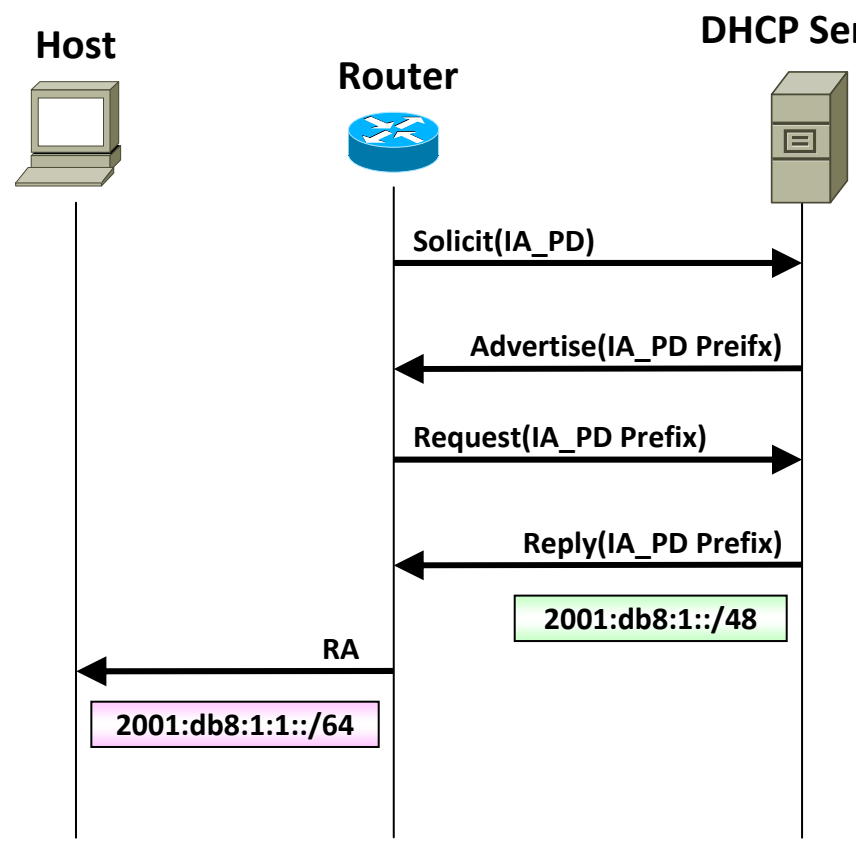 Host
Router
DHCP Ser
Solicit(IA_PD)
Advertise(IA_PD Preifx)
Request(IA_PD Prefix)
Reply(IA_PD Prefix)
2001:db8:1::/48
RA
2001:db8:1:1::/64